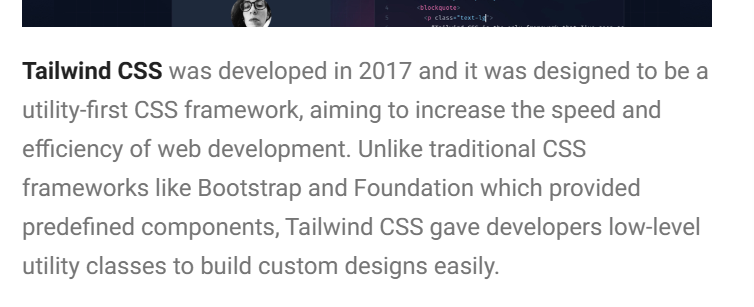 <blockquote>
<p class="text-lg
Tailwind CSS was developed in 2017 and it was designed to be a
utility-first CSS framework, aiming to increase the speed and
efficiency of web development. Unlike traditional CSS
frameworks like Bootstrap and Foundation which provided
predefined components, Tailwind CSS gave developers low-level
utility classes to build custom designs easily.